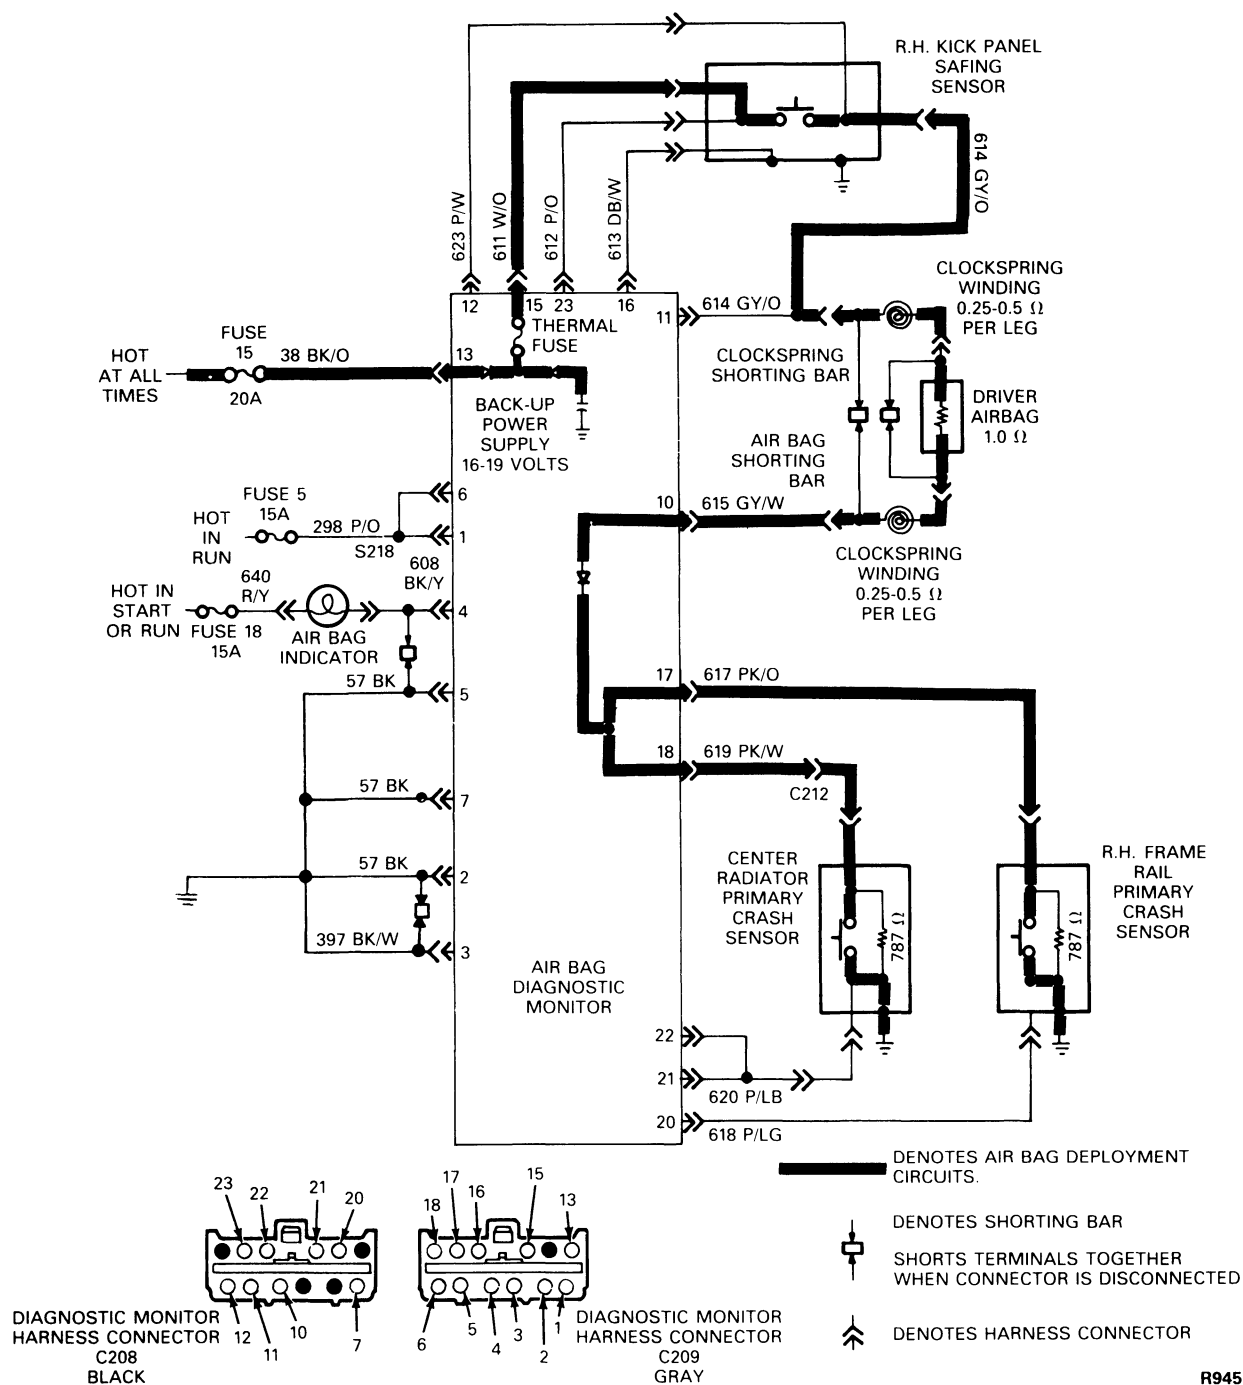 R.H. KICK PANEL
SAFING
SENSOR
614 GY/O
623 P/W
611 W/O
612 P/O
613 DB/W
12
15
23
16
11
614 GY/O
CLOCKSPRING
WINDING
0.25-0.5 Ω
PER LEG
THERMAL
FUSE
FUSE
15
20A
HOT
AT ALL
TIMES
38 BK/O
13
CLOCKSPRING
SHORTING BAR
DRIVER
AIRBAG
1.0 Ω
BACK-UP
POWER
SUPPLY
16-19 VOLTS
AIR BAG
SHORTING
BAR
6
FUSE 5
15A
HOT
IN
RUN
298 P/O
S218
1
10
615 GY/W
CLOCKSPRING
WINDING
0.25-0.5 Ω
PER LEG
608
BK/Y
640
R/Y
HOT IN
START
OR RUN
FUSE 18
15A
AIR BAG
INDICATOR
4
57 BK
5
17
617 PK/O
18
619 PK/W
C212
57 BK
7
57 BK
2
397 BK/W
3
CENTER
RADIATOR
PRIMARY
CRASH
SENSOR
787 Ω
R.H. FRAME
RAIL
PRIMARY
CRASH
SENSOR
787 Ω
AIR BAG
DIAGNOSTIC
MONITOR
22
21
620 P/LB
20
618 P/LG
DENOTES AIR BAG DEPLOYMENT
CIRCUITS.
DENOTES SHORTING BAR
SHORTS TERMINALS TOGETHER
WHEN CONNECTOR IS DISCONNECTED
DENOTES HARNESS CONNECTOR
23
22
21
20
12
11
10
7
DIAGNOSTIC MONITOR
HARNESS CONNECTOR
C208
BLACK
18
17
16
15
13
6
5
4
3
2
1
DIAGNOSTIC MONITOR
HARNESS CONNECTOR
C209
GRAY
R945